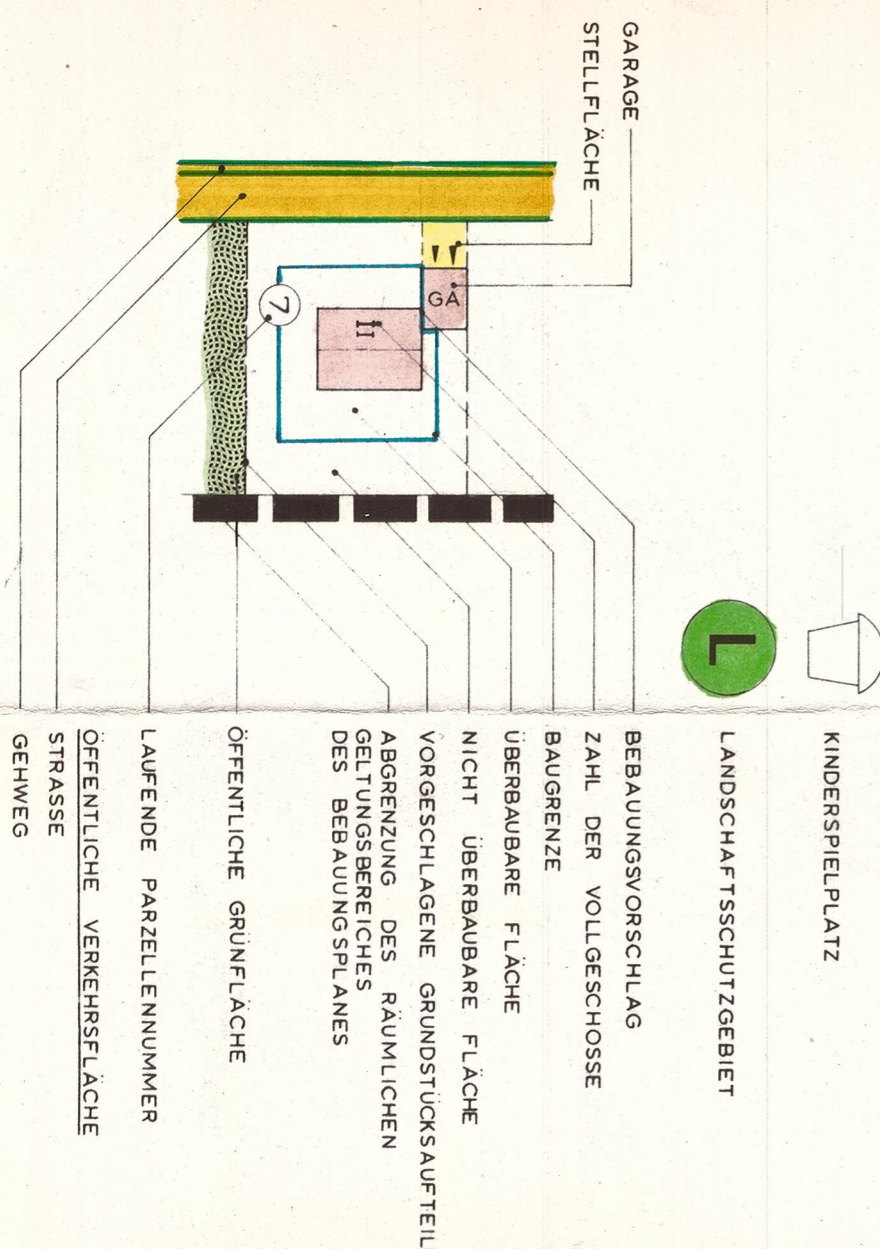 GARAGE
STELLFLÄCHE
GA
II
7
L
KINDERSPIELPLATZ
LANDSCHAFTSSCHUTZGEBIET
BEBAUUNGSVORSCHLAG
ZAHL DER VOLLGESCHOSSE
BAUGRENZE
ÜBERBAUBARE FLÄCHE
NICHT ÜBERBAUBARE FLÄCHE
VORGESCHLAGENE GRUNDSTÜCKSAUFTEIL
ABGRENZUNG DES RÄUMLICHEN
GELTUNGSBEREICHES
DES BEBAUUNGSPLANES
ÖFFENTLICHE GRÜNFLÄCHE
LAUFENDE PARZELLENNUMMER
ÖFFENTLICHE VERKEHRSFLÄCHE
STRASSE
GEHWEG